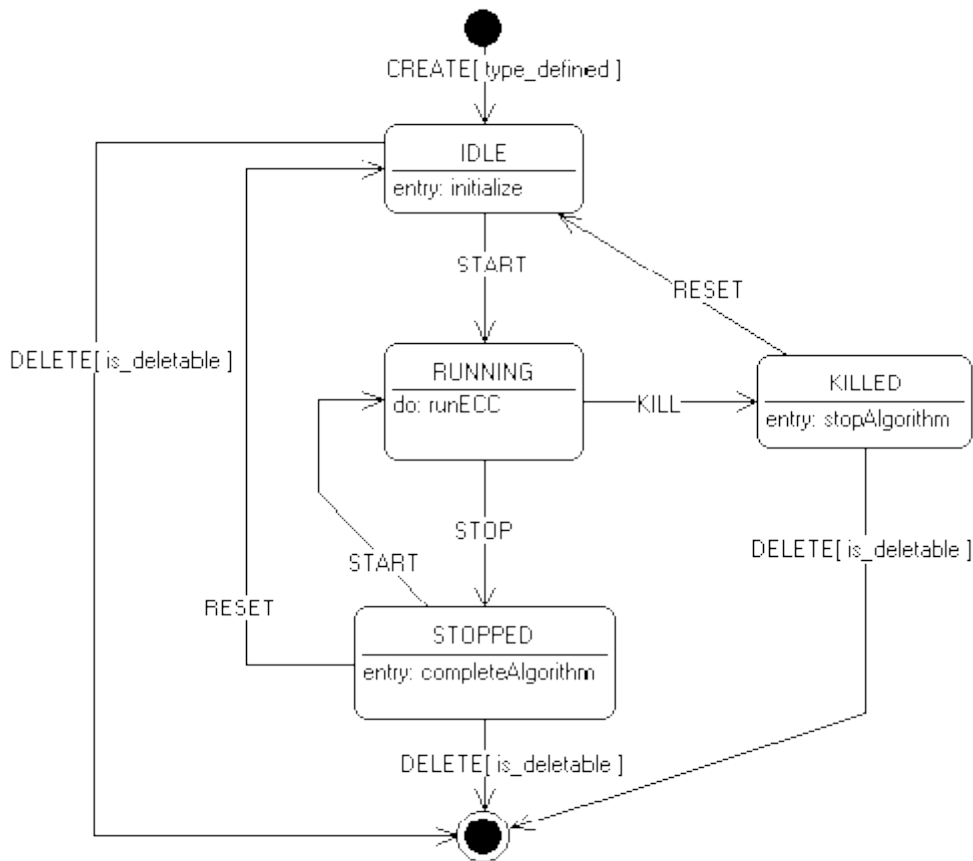 CREATE[ type_defined ]
IDLE
entry: initialize
START
RESET
DELETE[ is_deletable ]
RUNNING
do: runECC
KILL
KILLED
entry: stopAlgorithm
STOP
DELETE[ is_deletable ]
START
RESET
STOPPED
entry: completeAlgorithm
DELETE[ is_deletable ]